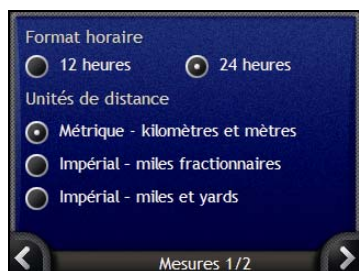 Format horaire
12 heures 24 heures
Unités de distance
Métrique - kilomètres et mètres
Impérial - miles fractionnaires
Impérial - miles et yards
Mesures 1/2